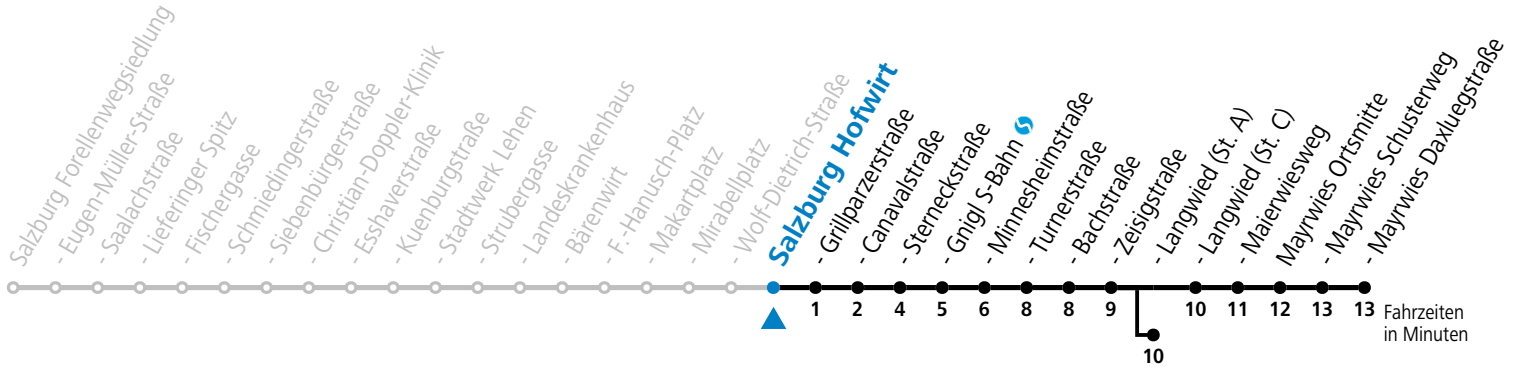 Salzburg Forellenwegsiedlung
- Eugen-Müller-Straße
- Saalachstraße
- Lieferinger Spitz
- Fischergasse
- Schmiedingerstraße
- Siebenbürgerstraße
- Christian-Doppler-Klinik
- Esshaverstraße
- Kuenburgstraße
- Stadtwerk Lehen
- Strubergasse
- Landeskrankenhaus
- Bärenwirt
- F.-Hanusch-Platz
- Makartplatz
- Mirabellplatz
- Wolf-Dietrich-Straße
Salzburg Hofwirt
- Grillparzerstraße
- Canavalstraße
- Sterneckstraße
- Gnigl S-Bahn
- Minnesheimstraße
- Turnerstraße
- Bachstraße
- Zeisigstraße
- Langwied (St. A)
- Langwied (St. C)
- Maierwiesweg
Mayrwies Ortsmitte
- Mayrwies Schusterweg
- Mayrwies Daxluegstraße
1 2 4 5 6 8 8 9 10 11 12 13 13
10
Fahrzeiten
in Minuten